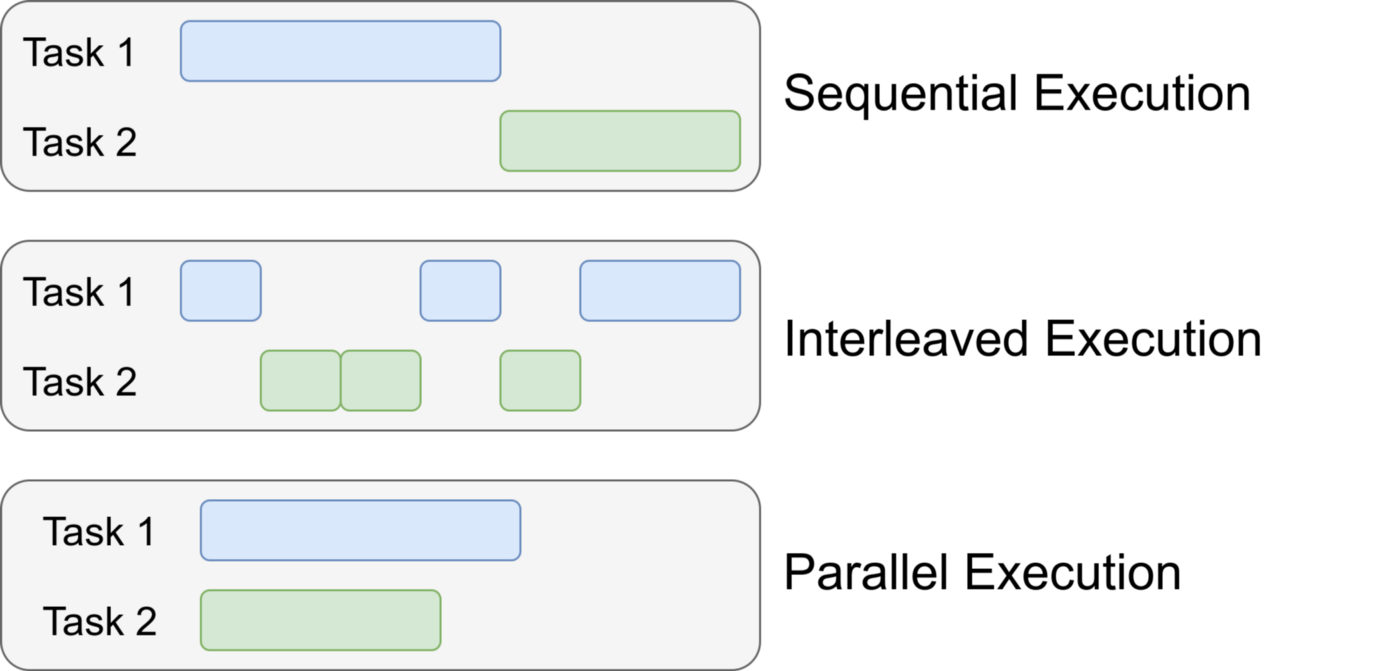 Task 1
Task 2
Sequential Execution
Task 1
Task 2
Interleaved Execution
Task 1
Task 2
Parallel Execution